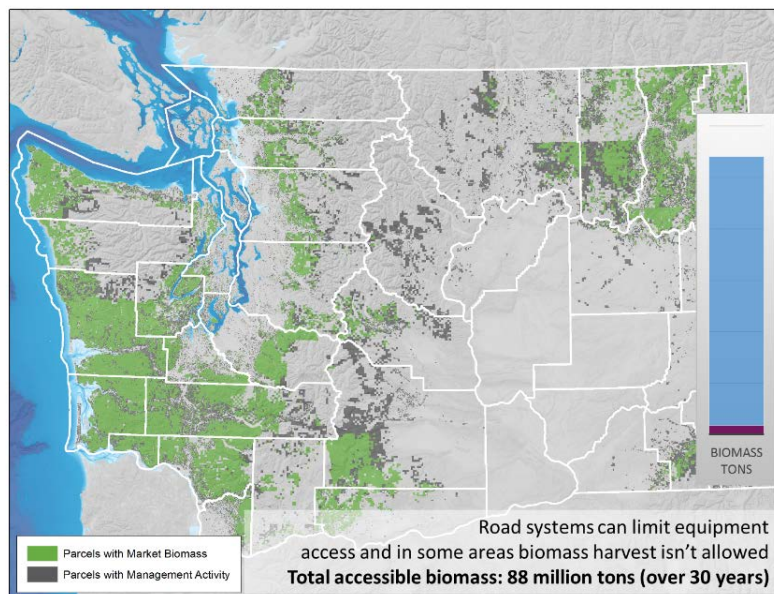 BIOMASS
TONS
Road systems can limit equipment
access and in some areas biomass harvest isn't allowed
Total accessible biomass: 88 million tons (over 30 years)
Parcels with Market Biomass
Parcels with Management Activity